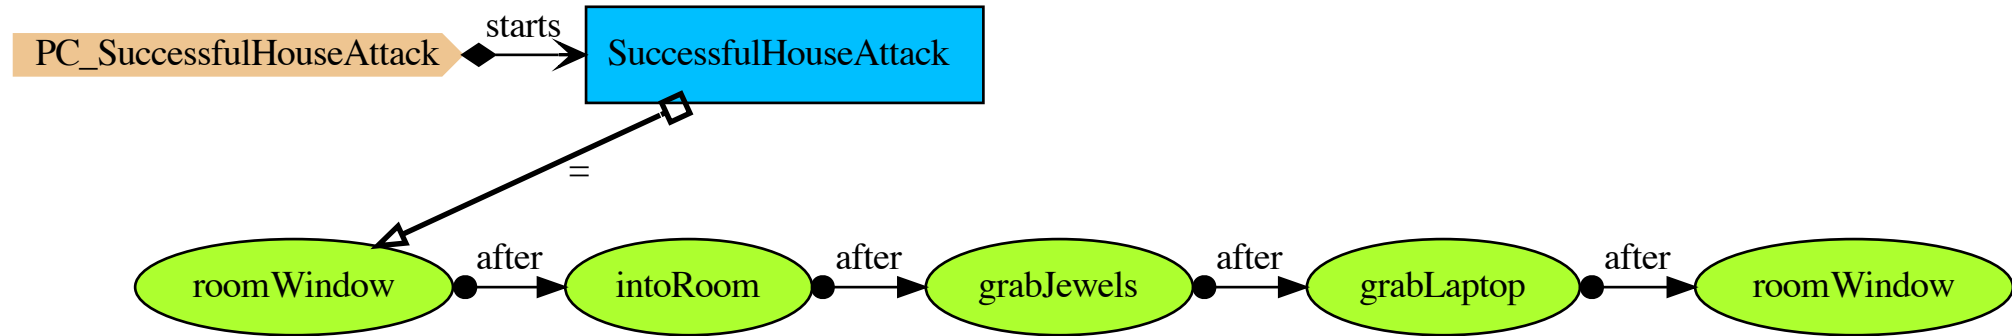 starts
PC_SuccessfulHouseAttack
SuccessfulHouseAttack
=
after
after
after
after
roomWindow
intoRoom
grabJewels
grabLaptop
roomWindow